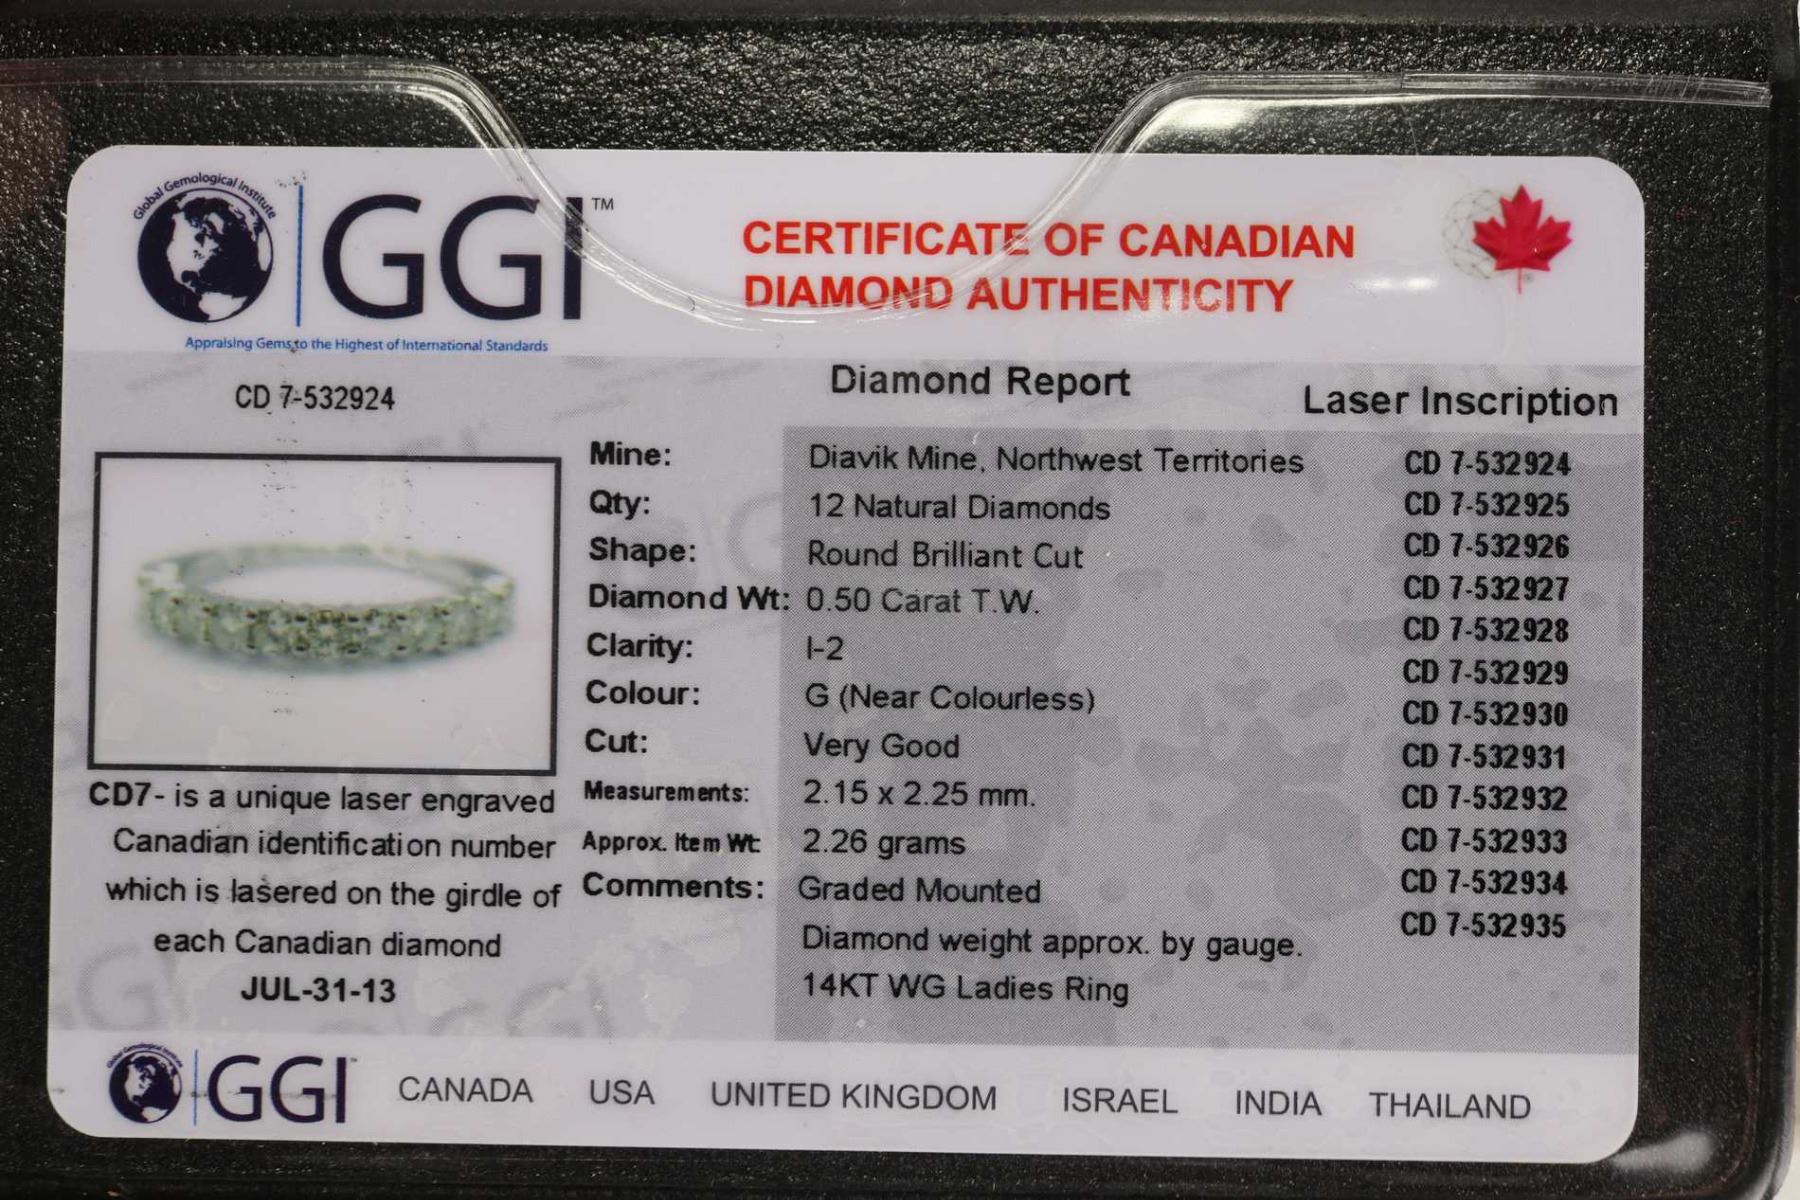 Global Gemological Institute
GGI™
Appraising Gems to the Highest of International Standards
CERTIFICATE OF CANADIAN
DIAMOND AUTHENTICITY
CD 7-532924
CD7- is a unique laser engraved
Canadian identification number
which is lasered on the girdle of
each Canadian diamond
JUL-31-13
Diamond Report
Mine: Diavik Mine, Northwest Territories
Qty: 12 Natural Diamonds
Shape: Round Brilliant Cut
Diamond Wt: 0.50 Carat T.W.
Clarity: I-2
Colour: G (Near Colourless)
Cut: Very Good
Measurements: 2.15 x 2.25 mm.
Approx. Item Wt: 2.26 grams
Comments: Graded Mounted
Diamond weight approx. by gauge.
14KT WG Ladies Ring
Laser Inscription
CD 7-532924
CD 7-532925
CD 7-532926
CD 7-532927
CD 7-532928
CD 7-532929
CD 7-532930
CD 7-532931
CD 7-532932
CD 7-532933
CD 7-532934
CD 7-532935
Global Gemological Institute
GGI™ CANADA USA UNITED KINGDOM ISRAEL INDIA THAILAND